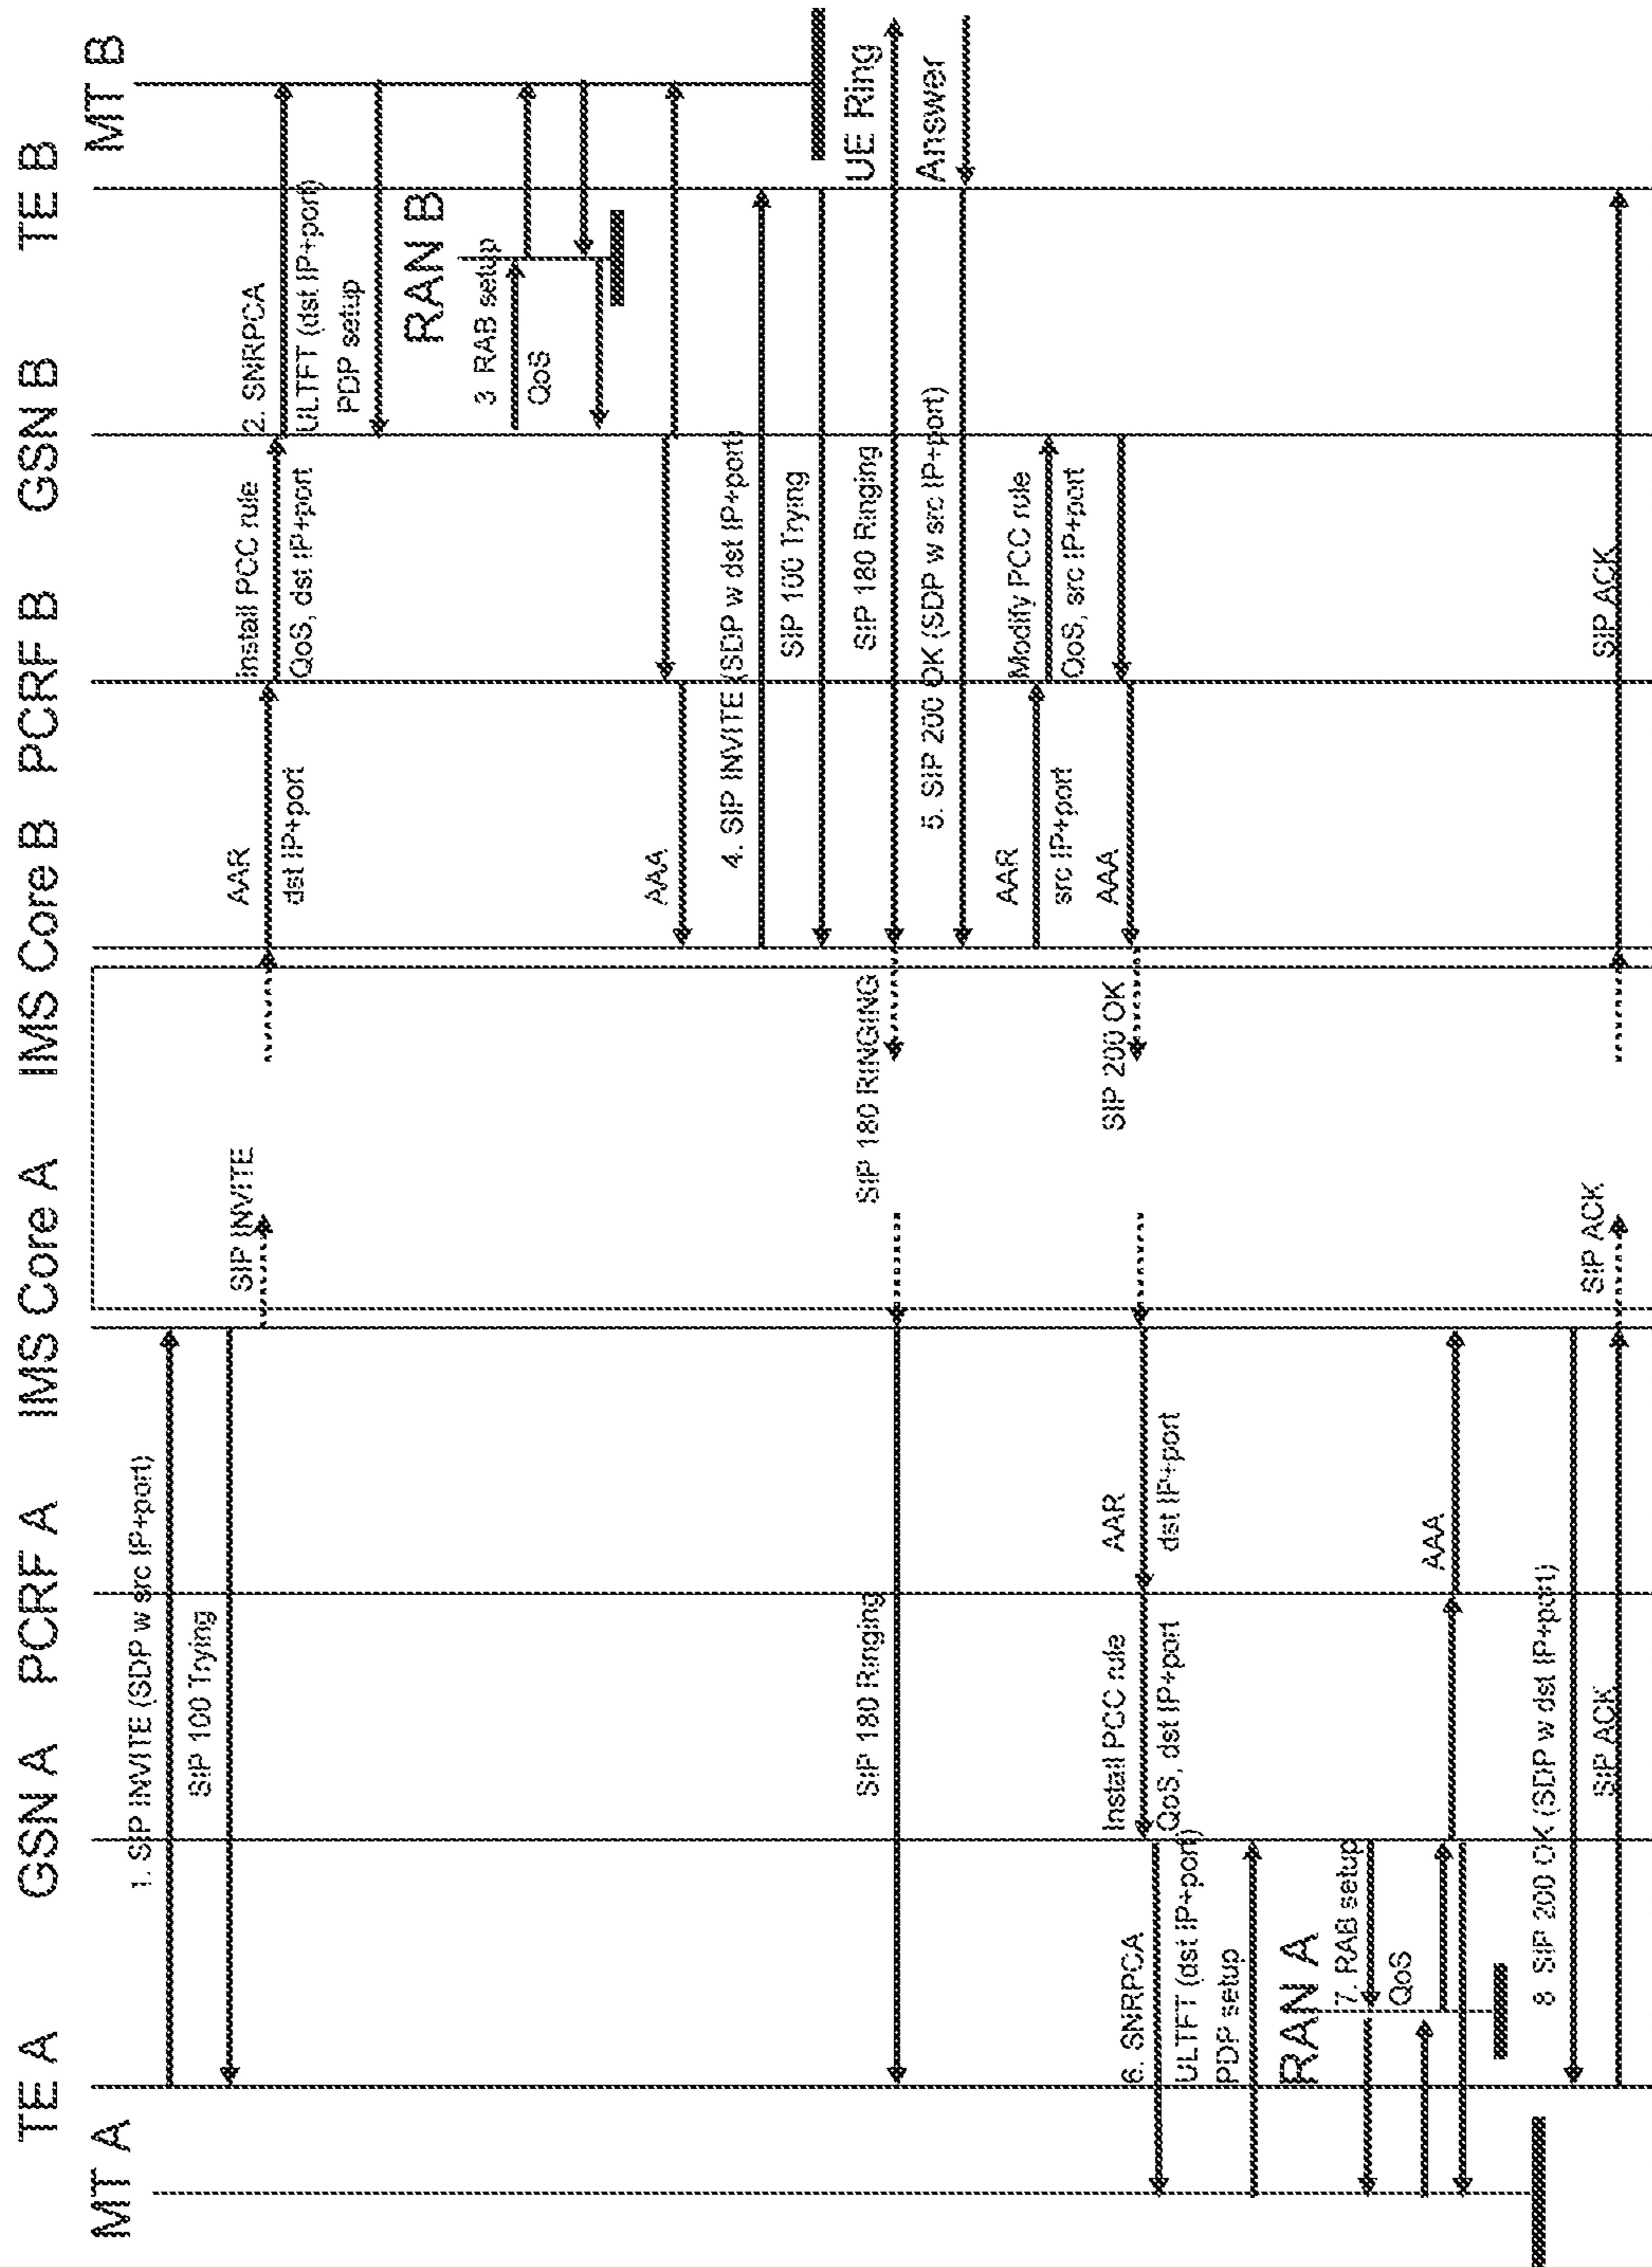 TE A GSN A PCRF A IMS Core A IMS Core B PCRF B GSN B TE B
MT A
MT B
1. SIP INVITE (SDP w src IP+port)
SIP 100 Trying
SIP INVITE
AAR
dst IP+port
Install PCC rule
QoS, dst IP+port
2. SNRPCA
ULTFT (dst IP+port)
PDP setup
RAN B
3 RAB setup
QoS
AAA
4. SIP INVITE (SDP w dst IP+port)
SIP 100 Trying
UE Ring
SIP 180 Ringing
SIP 180 RINGING
SIP 180 Ringing
Answer
5. SIP 200 OK (SDP w src IP+port)
AAR
src IP+port
Modify PCC rule
QoS, src IP+port
AAA
SIP 200 OK
AAR
dst IP+port
Install PCC rule
QoS, dst IP+port
6. SNRPCA
ULTFT (dst IP+port)
PDP setup
RAN A
7. RAB setup
QoS
AAA
8 SIP 200 OK (SDP w dst IP+port)
SIP ACK
SIP ACK
SIP ACK